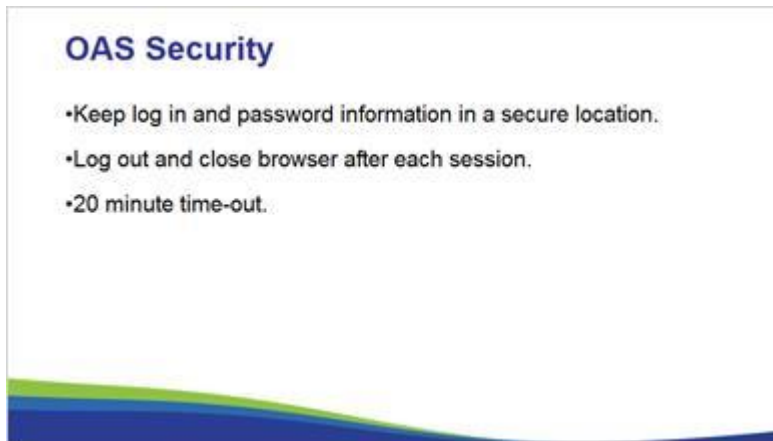 OAS Security
•Keep log in and password information in a secure location.
•Log out and close browser after each session.
•20 minute time-out.